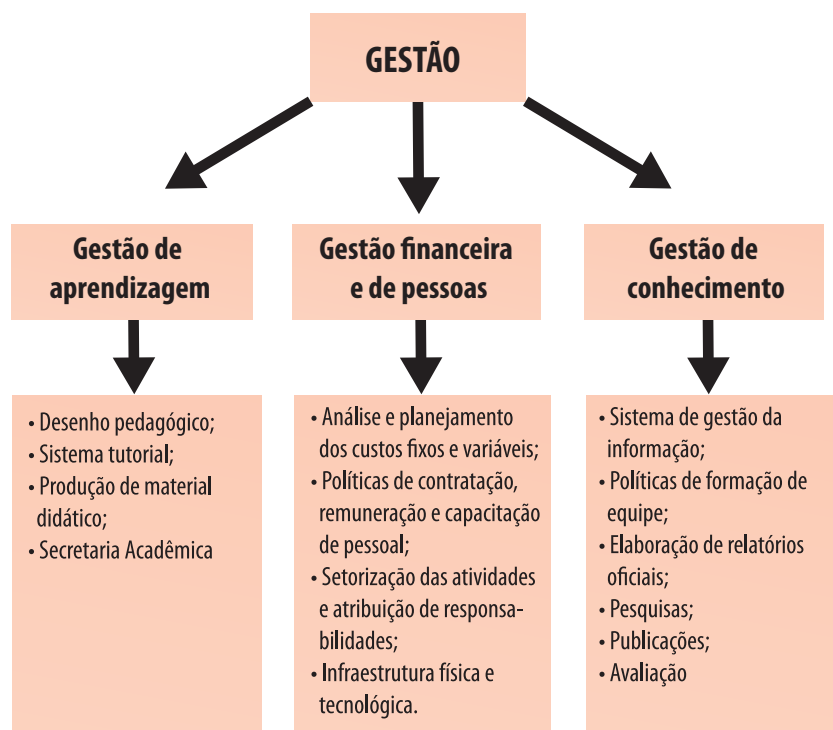 GESTÃO
Gestão de
aprendizagem
Gestão financeira
e de pessoas
Gestão de
conhecimento
• Desenho pedagógico;
• Sistema tutorial;
• Produção de material
didático;
• Secretaria Acadêmica
• Análise e planejamento
dos custos fixos e variáveis;
• Políticas de contratação,
remuneração e capacitação
de pessoal;
• Setorização das atividades
e atribuição de responsa-
bilidades;
• Infraestrutura física e
tecnológica.
• Sistema de gestão da
informação;
• Políticas de formação de
equipe;
• Elaboração de relatórios
oficiais;
• Pesquisas;
• Publicações;
• Avaliação